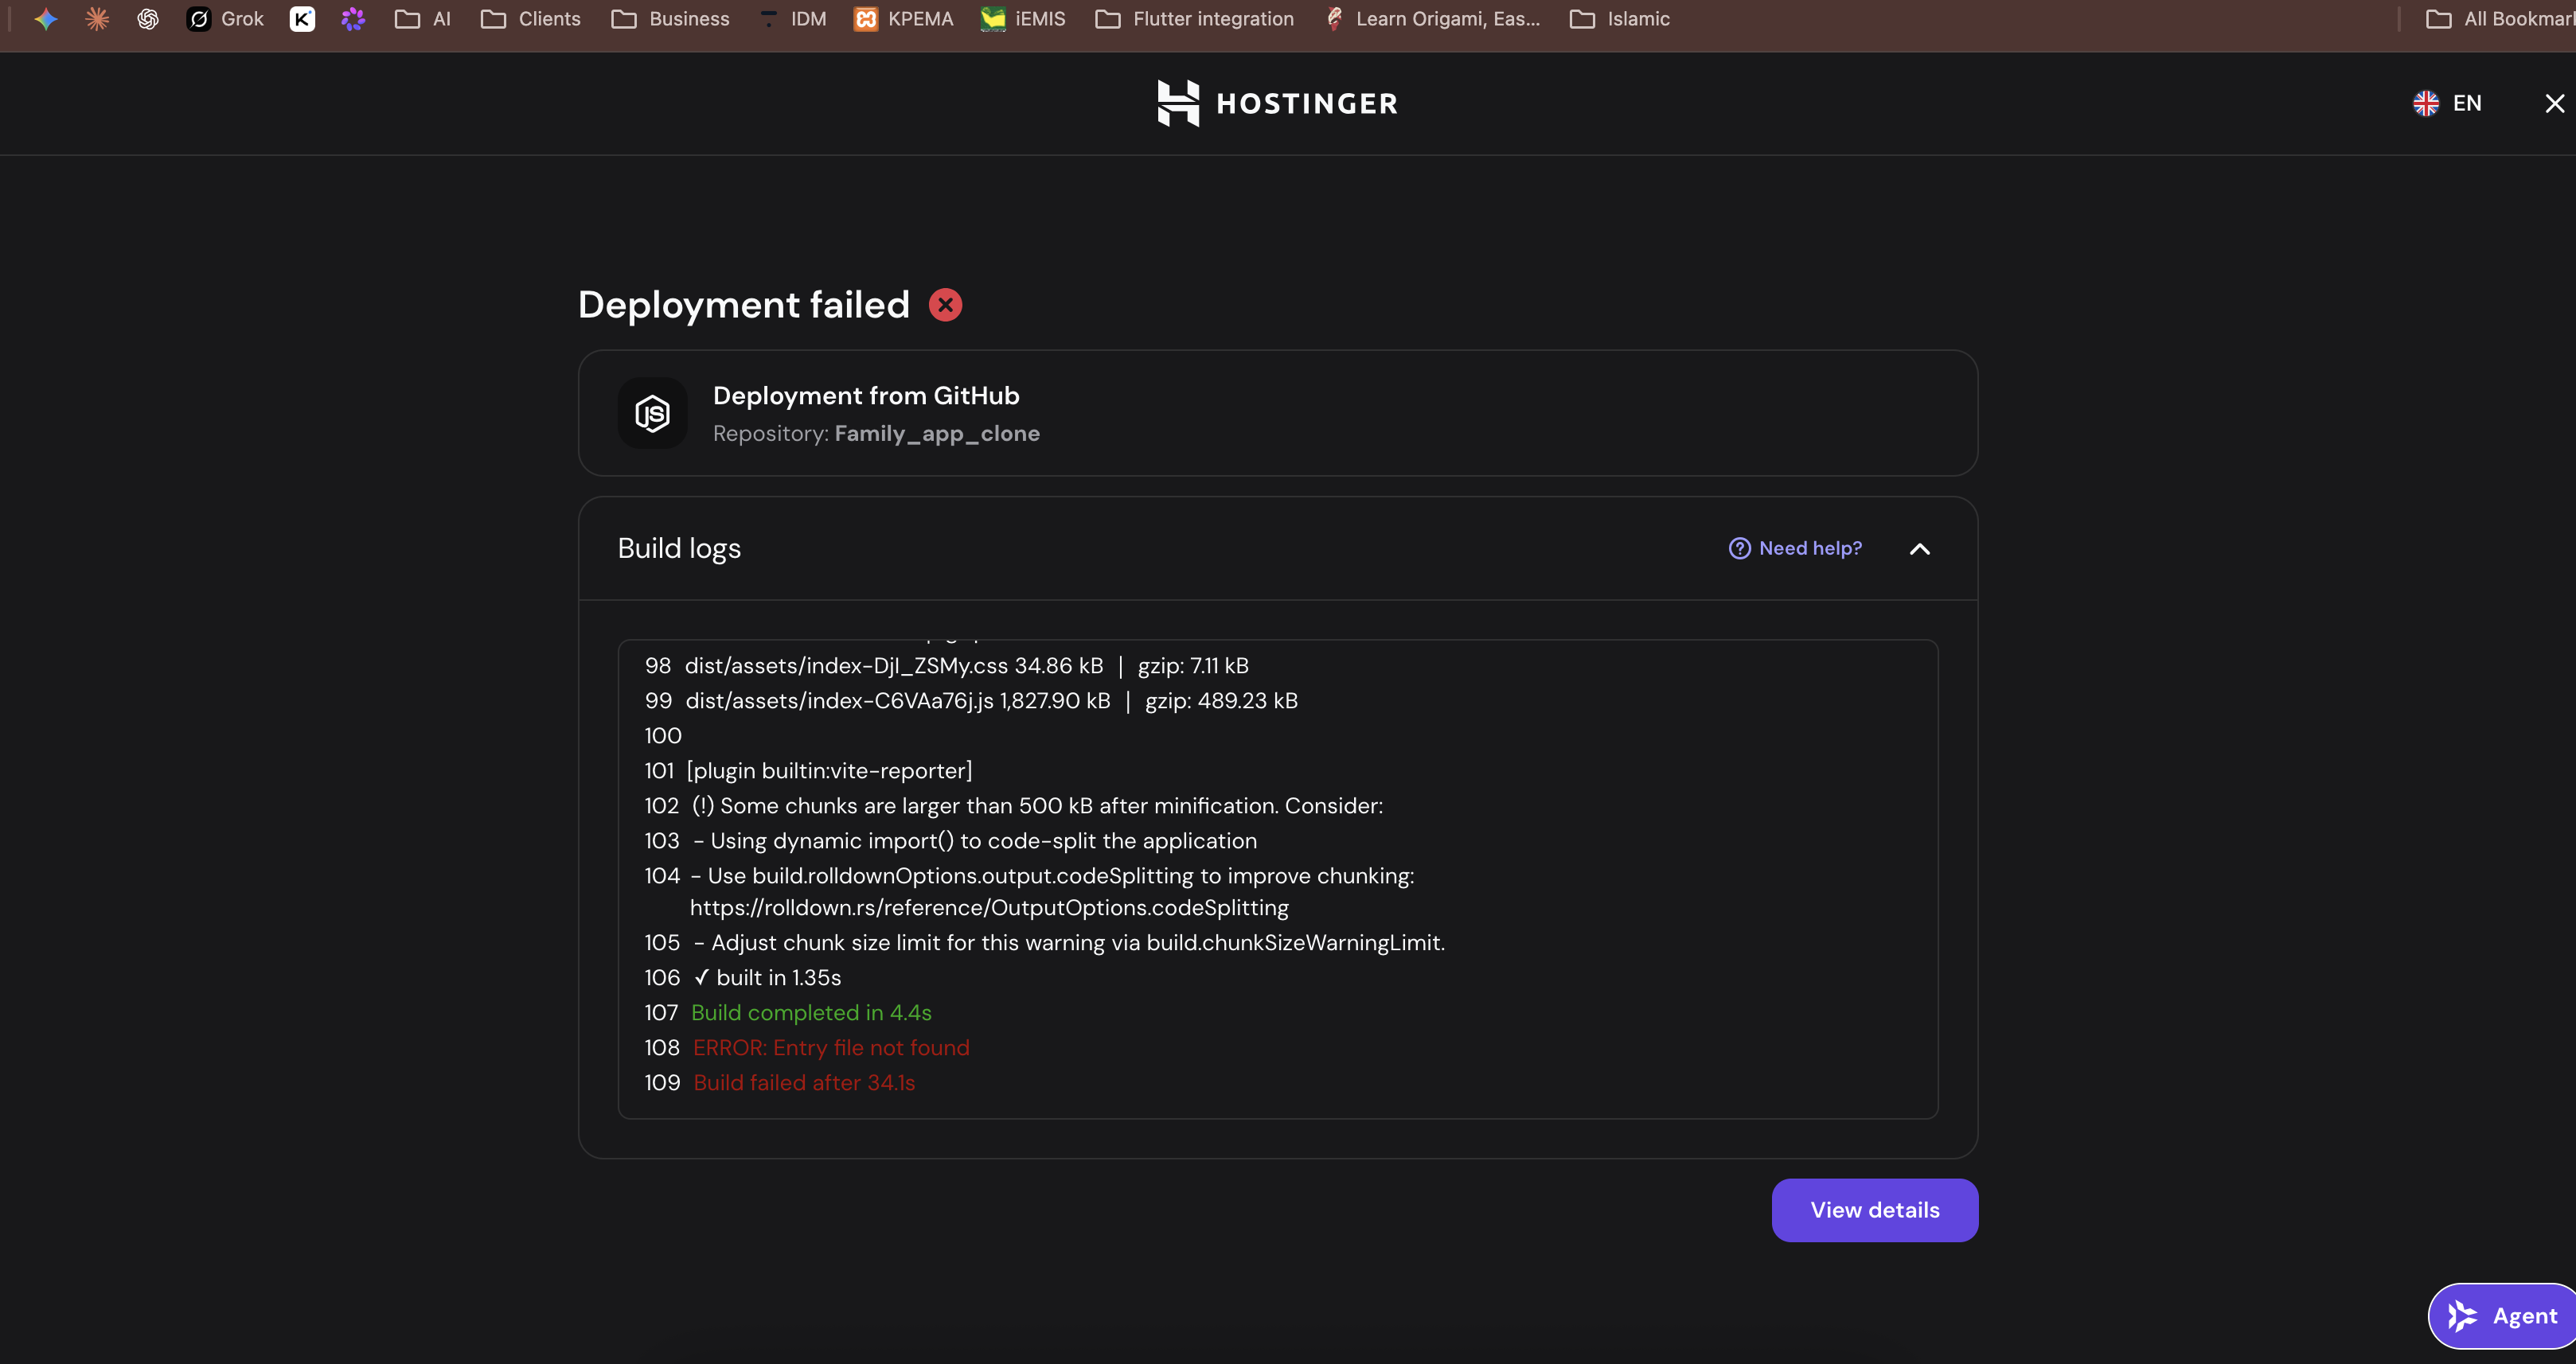 Grok
AI
Clients
Business
IDM
KPEMA
iEMIS
Flutter integration
Learn Origami, Eas...
Islamic
All Bookmar
HOSTINGER
EN
Deployment failed
JS
Deployment from GitHub
Repository: Family_app_clone
Build logs
Need help?
98 dist/assets/index-DjI_ZSMy.css 34.86 kB | gzip: 7.11 kB
99 dist/assets/index-C6VAa76j.js 1,827.90 kB | gzip: 489.23 kB
100
101 [plugin builtin:vite-reporter]
102 (!) Some chunks are larger than 500 kB after minification. Consider:
103 - Using dynamic import() to code-split the application
104 - Use build.rolldownOptions.output.codeSplitting to improve chunking:
https://rolldown.rs/reference/OutputOptions.codeSplitting
105 - Adjust chunk size limit for this warning via build.chunkSizeWarningLimit.
106 ✓ built in 1.35s
107 Build completed in 4.4s
108 ERROR: Entry file not found
109 Build failed after 34.1s
View details
Agent